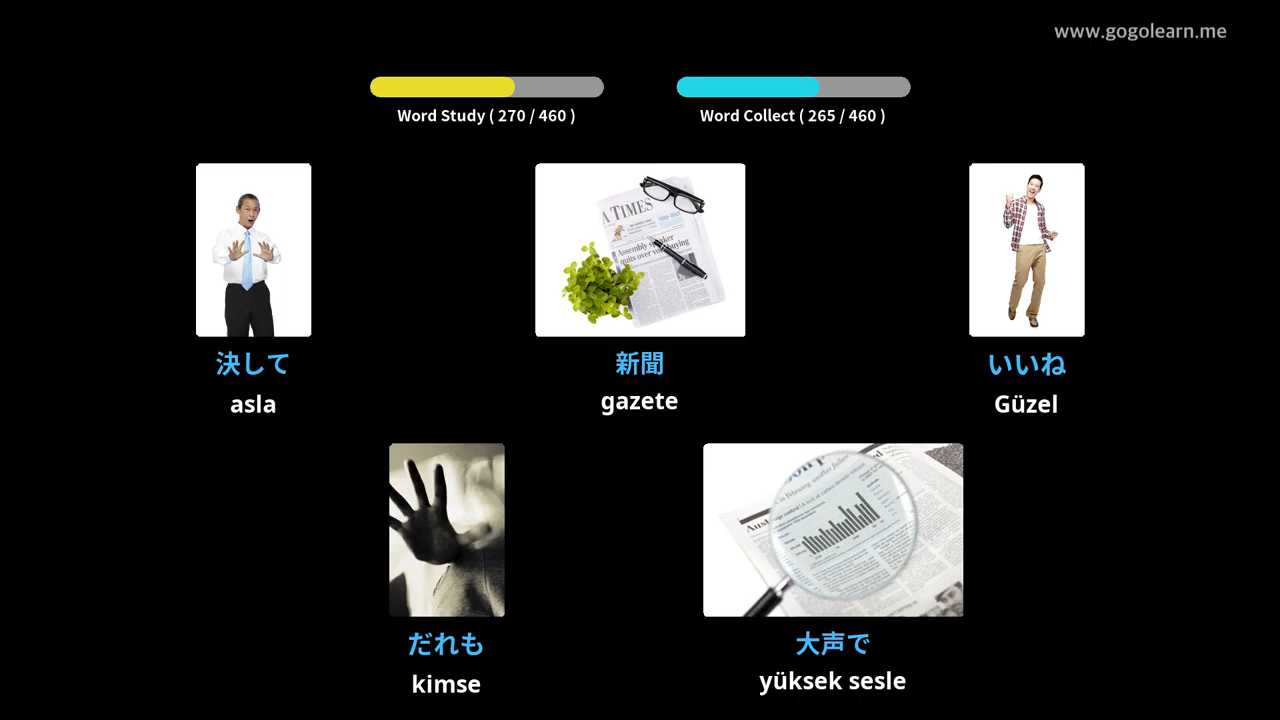 www.gogolearn.me
Word Study ( 270 / 460 )
Word Collect ( 265 / 460 )
A TIMES
決して
asla
新聞
gazete
いいね
Güzel
だれも
kimse
大声で
yüksek sesle